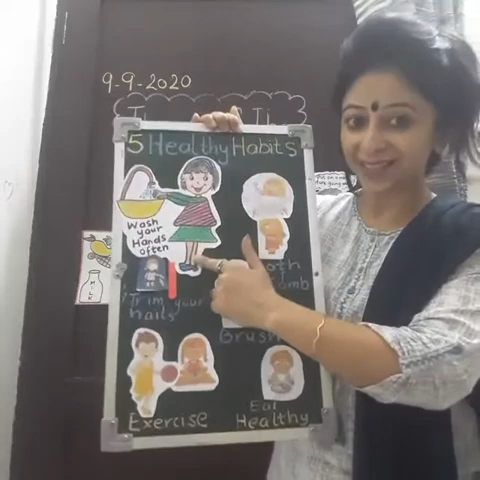 9-9-2020
5 Healthy Habits
Wash
your
Hands
often
Trim your
nails
Brush
Exercise
Eat
Healthy
MILK